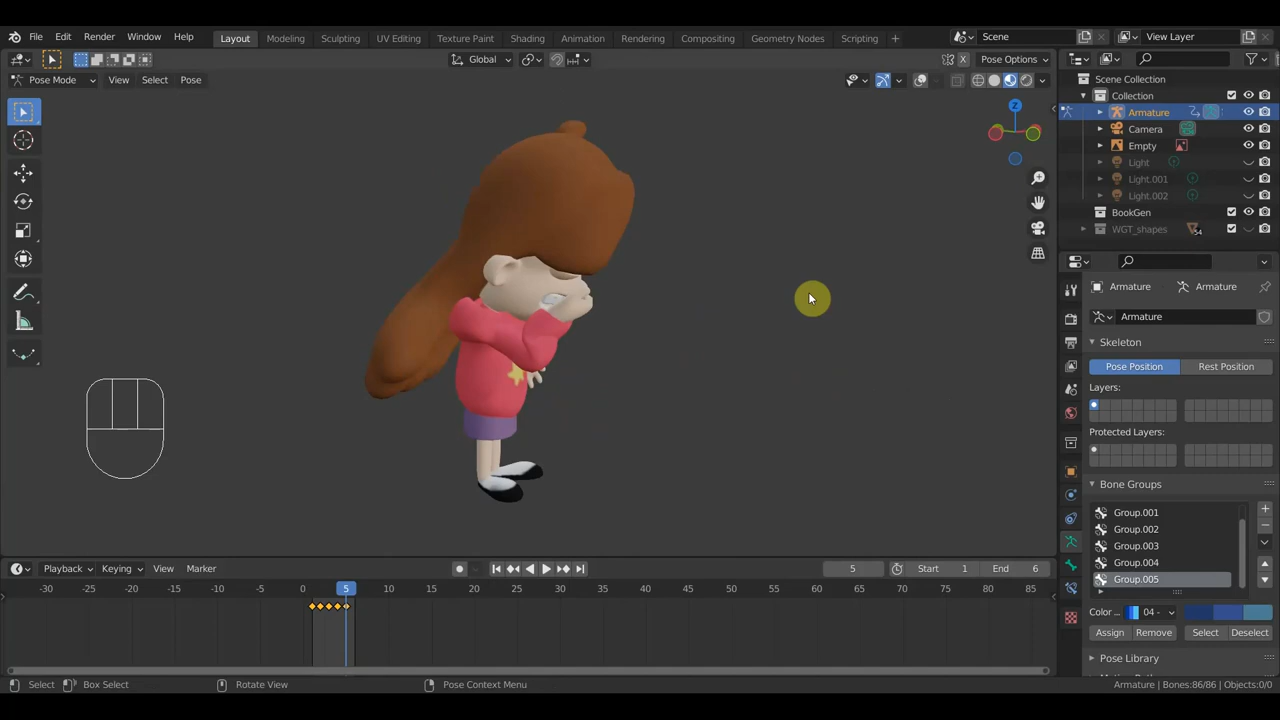 File Edit Render Window Help Layout Modeling Sculpting UV Editing Texture Paint Shading Animation Rendering Compositing Geometry Nodes Scripting + Scene View Layer
Global X Pose Options
Pose Mode View Select Pose
Scene Collection
Collection
Armature
Camera
Empty
Light
Light.001
Light.002
BookGen
WGT_shapes 54
Z
Armature Armature
Armature
Skeleton
Pose Position Rest Position
Layers:
Protected Layers:
Bone Groups
Group.001
Group.002
Group.003
Group.004
Group.005
Color ... 04 -
Assign Remove Select Deselect
Pose Library
Playback Keying View Marker 5 Start 1 End 6
-30 -25 -20 -15 -10 -5 5 10 15 20 25 30 35 40 45 50 55 60 65 70 75 80 85
Select Box Select Rotate View Pose Context Menu Armature | Bones:86/86 | Objects:0/0